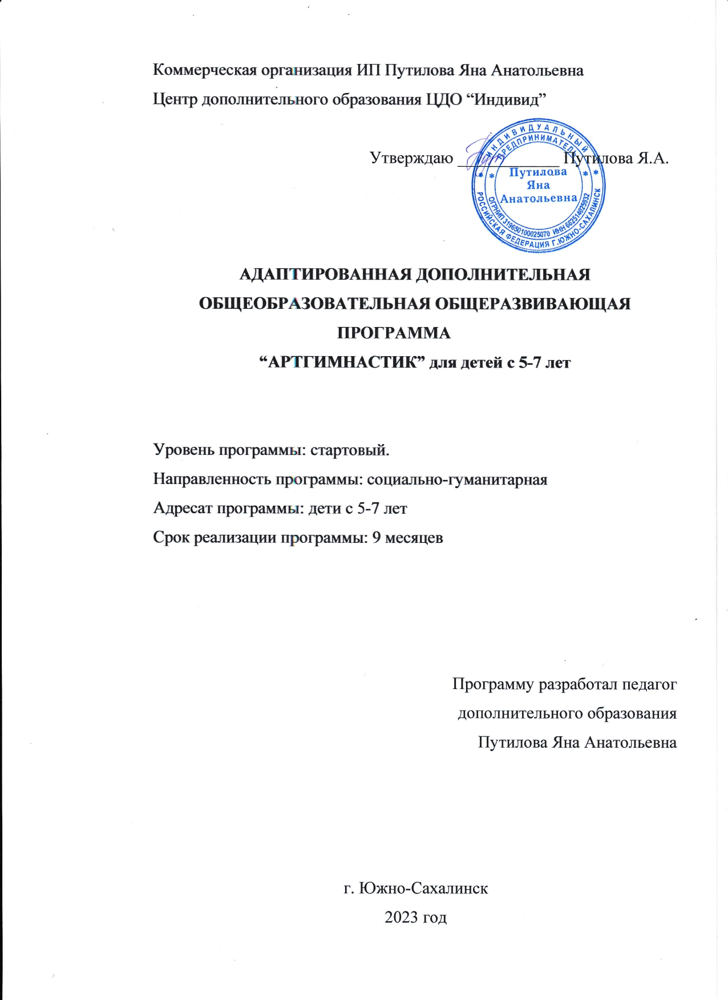 Коммерческая организация ИП Путилова Яна Анатольевна
Центр дополнительного образования ЦДО “Индивид”
Утверждаю ____________ Путилова Я.А.
ИНДИВИДУАЛЬНЫЙ
ПРЕДПРИНИМАТЕЛЬ
* * Путилова * *
Яна
Анатольевна
ОГРНИП 319650100025070 ИНН 662514025932
РОССИЙСКАЯ ФЕДЕРАЦИЯ Г.ЮЖНО-САХАЛИНСК
АДАПТИРОВАННАЯ ДОПОЛНИТЕЛЬНАЯ
ОБЩЕОБРАЗОВАТЕЛЬНАЯ ОБЩЕРАЗВИВАЮЩАЯ
ПРОГРАММА
“АРТГИМНАСТИК” для детей с 5-7 лет
Уровень программы: стартовый.
Направленность программы: социально-гуманитарная
Адресат программы: дети с 5-7 лет
Срок реализации программы: 9 месяцев
Программу разработал педагог
дополнительного образования
Путилова Яна Анатольевна
г. Южно-Сахалинск
2023 год